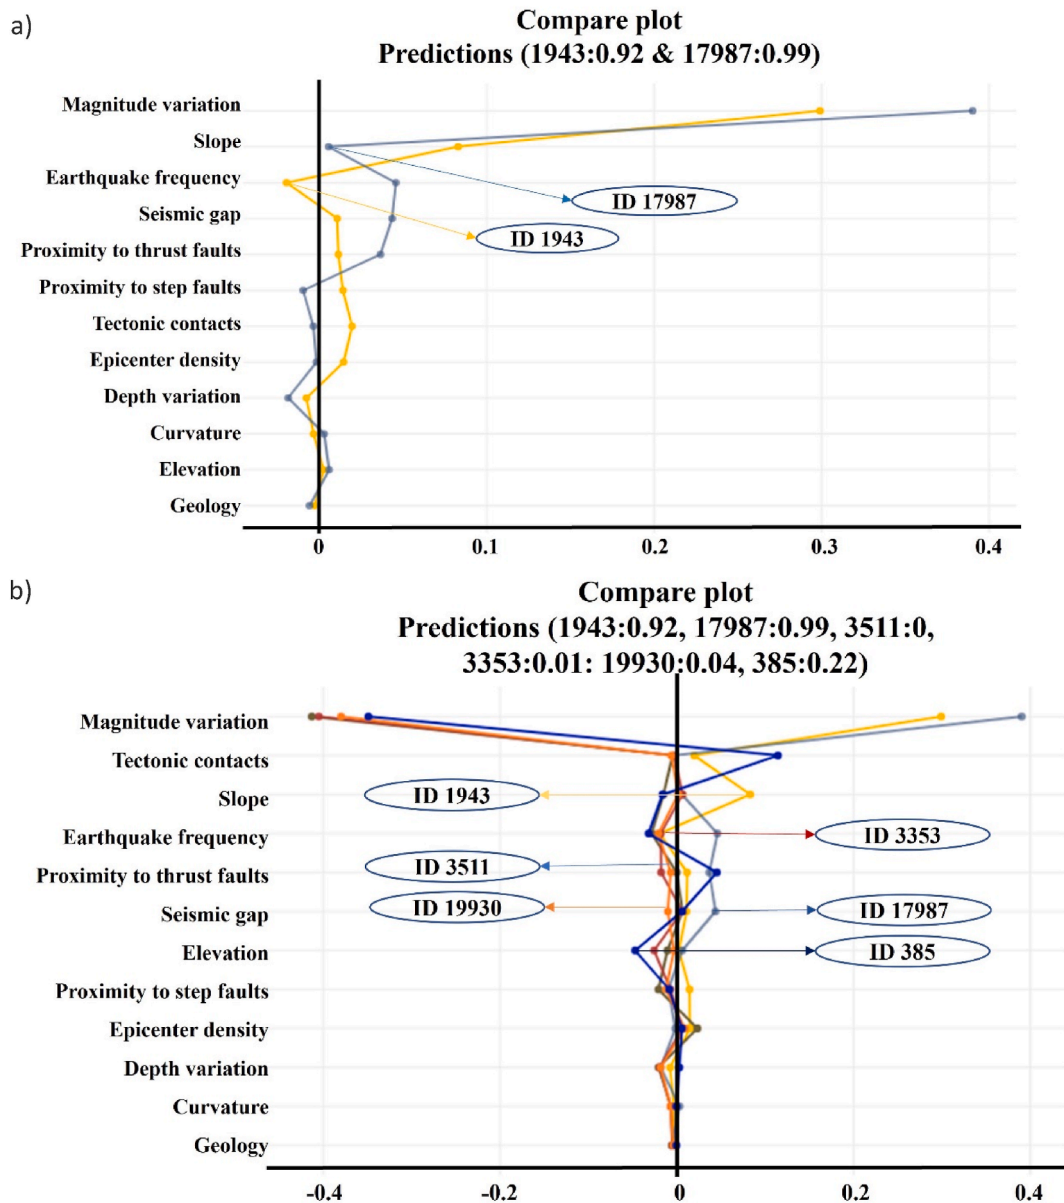 a)
Compare plot
Predictions (1943:0.92 & 17987:0.99)
Magnitude variation
Slope
Earthquake frequency
ID 17987
Seismic gap
ID 1943
Proximity to thrust faults
Proximity to step faults
Tectonic contacts
Epicenter density
Depth variation
Curvature
Elevation
Geology
0 0.1 0.2 0.3 0.4
b)
Compare plot
Predictions (1943:0.92, 17987:0.99, 3511:0,
3353:0.01: 19930:0.04, 385:0.22)
Magnitude variation
Tectonic contacts
ID 1943
Slope
Earthquake frequency
ID 3353
ID 3511
Proximity to thrust faults
ID 19930
Seismic gap
ID 17987
Elevation
ID 385
Proximity to step faults
Epicenter density
Depth variation
Curvature
Geology
-0.4 -0.2 0 0.2 0.4